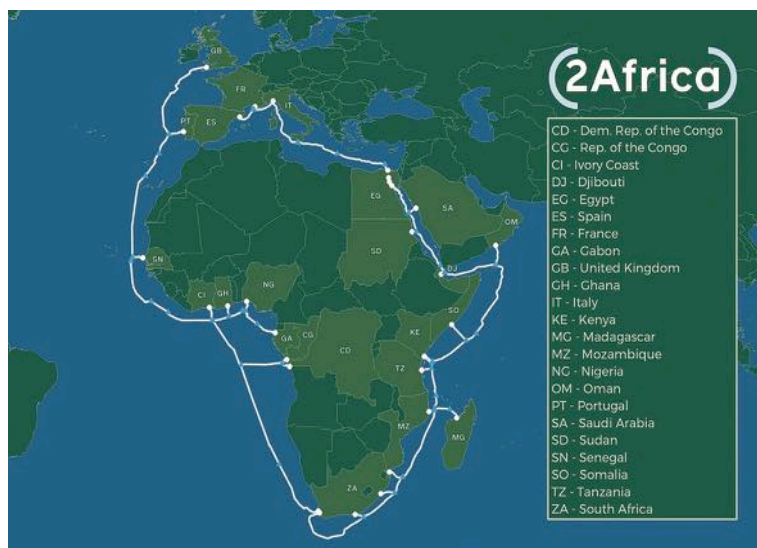 (2Africa)
GB
FR
IT
PT
ES
EG
SA
OM
SN
SD
DJ
CI
GH
NG
SO
GA
CG
CD
KE
TZ
MZ
MG
ZA
CD - Dem. Rep. of the Congo
CG - Rep. of the Congo
CI - Ivory Coast
DJ - Djibouti
EG - Egypt
ES - Spain
FR - France
GA - Gabon
GB - United Kingdom
GH - Ghana
IT - Italy
KE - Kenya
MG - Madagascar
MZ - Mozambique
NG - Nigeria
OM - Oman
PT - Portugal
SA - Saudi Arabia
SD - Sudan
SN - Senegal
SO - Somalia
TZ - Tanzania
ZA - South Africa